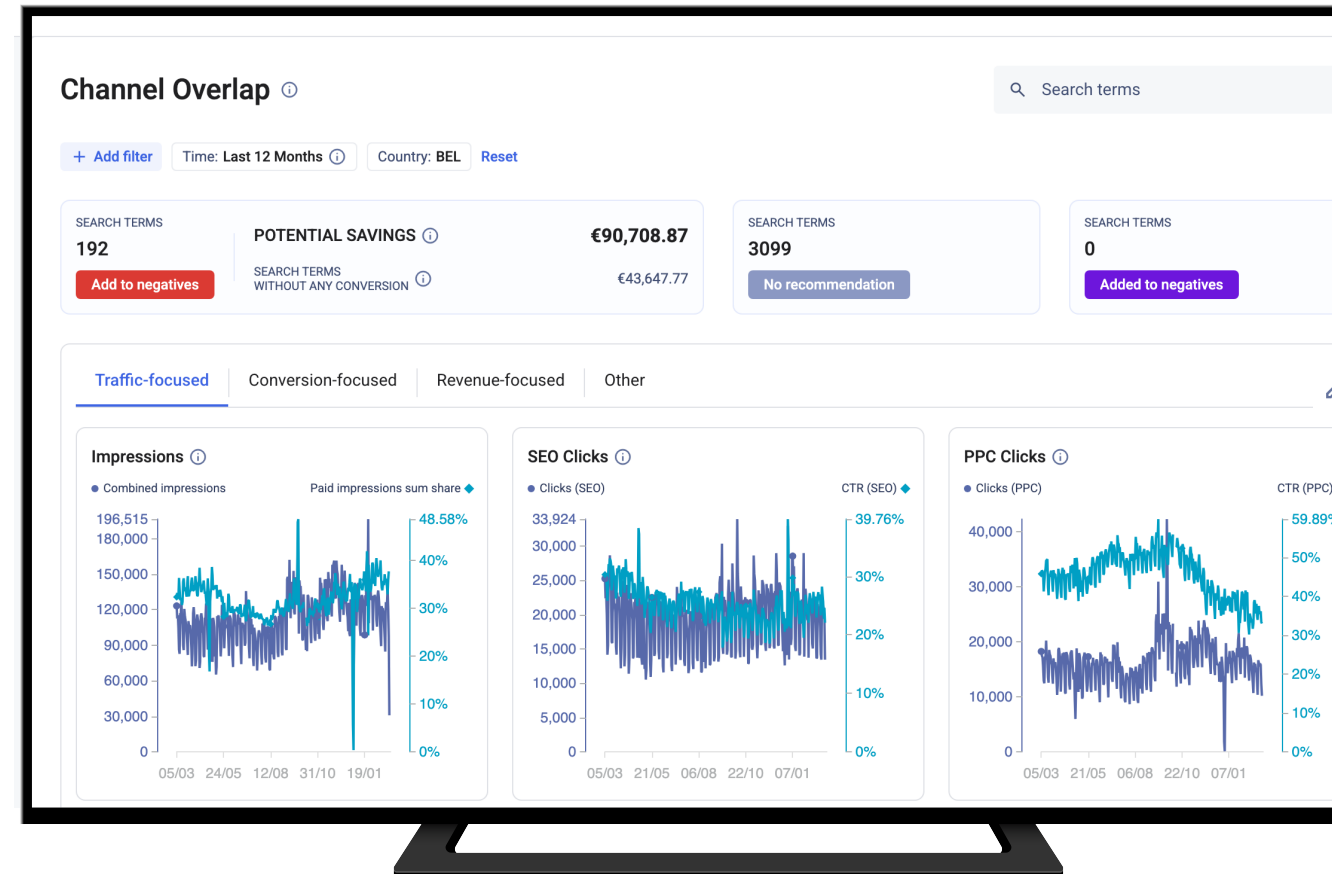 Channel Overlap
Search terms
+ Add filter
Time: Last 12 Months
Country: BEL
Reset
SEARCH TERMS
192
Add to negatives
POTENTIAL SAVINGS
€90,708.87
SEARCH TERMS
WITHOUT ANY CONVERSION
€43,647.77
SEARCH TERMS
3099
No recommendation
SEARCH TERMS
0
Added to negatives
Traffic-focused
Conversion-focused
Revenue-focused
Other
Impressions
Combined impressions
Paid impressions sum share
196,515
180,000
150,000
120,000
90,000
60,000
30,000
0
48.58%
40%
30%
20%
10%
0%
05/03 24/05 12/08 31/10 19/01
SEO Clicks
Clicks (SEO)
CTR (SEO)
33,924
30,000
25,000
20,000
15,000
10,000
5,000
0
39.76%
30%
20%
10%
0%
05/03 21/05 06/08 22/10 07/01
PPC Clicks
Clicks (PPC)
CTR (PPC)
40,000
30,000
20,000
10,000
0
59.89%
50%
40%
30%
20%
10%
0%
05/03 21/05 06/08 22/10 07/01